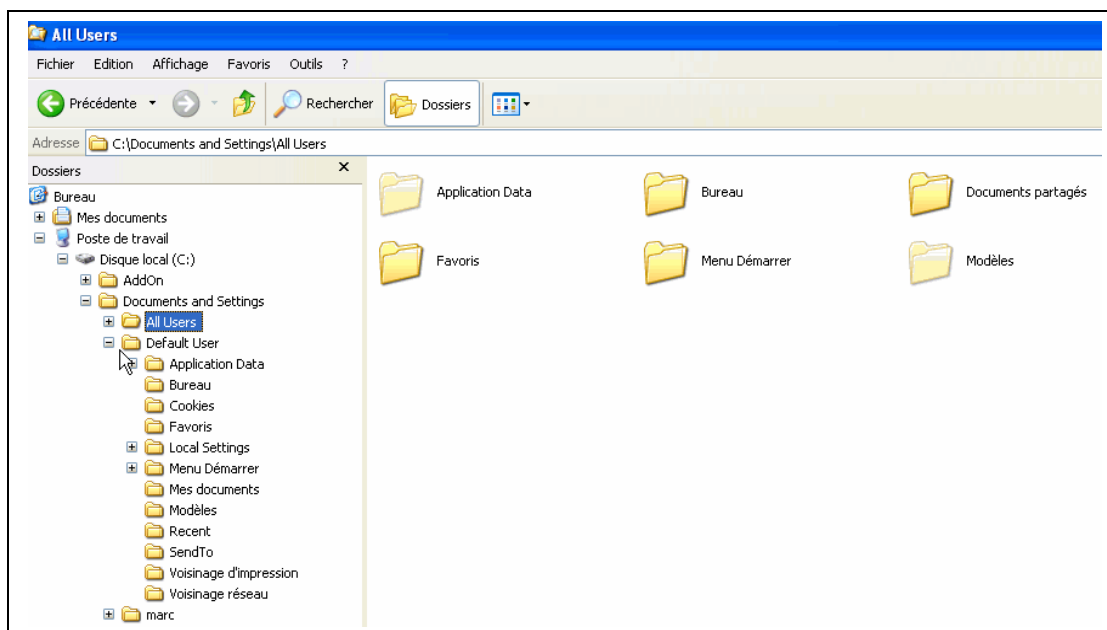 All Users
Fichier Edition Affichage Favoris Outils ?
Précédente Rechercher Dossiers
Adresse C:\Documents and Settings\All Users
Dossiers
Bureau
Mes documents
Poste de travail
Disque local (C:)
AddOn
Documents and Settings
All Users
Default User
Application Data
Bureau
Cookies
Favoris
Local Settings
Menu Démarrer
Mes documents
Modèles
Recent
SendTo
Voisinage d'impression
Voisinage réseau
marc
Application Data Bureau Documents partagés
Favoris Menu Démarrer Modèles